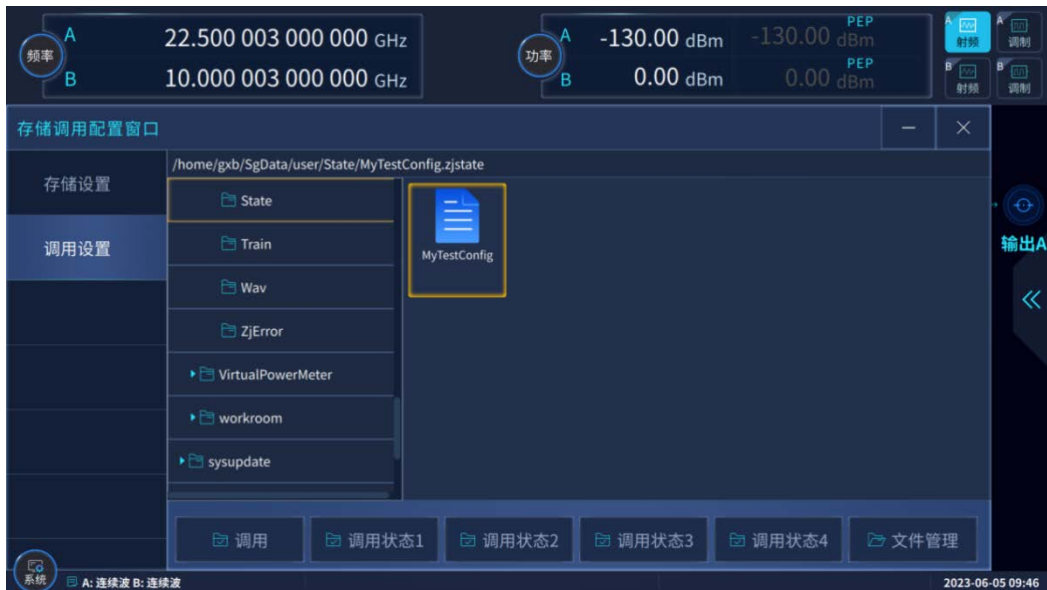 频率
A 22.500 003 000 000 GHz
B 10.000 003 000 000 GHz
功率
PEP
A -130.00 dBm -130.00 dBm
PEP
B 0.00 dBm 0.00 dBm
A 射频
A 调制
B 射频
B 调制
存储调用配置窗口
存储设置
调用设置
/home/gxb/SgData/user/State/MyTestConfig.zjstate
State
Train
Wav
ZjError
VirtualPowerMeter
workroom
sysupdate
MyTestConfig
输出A
调用
调用状态1
调用状态2
调用状态3
调用状态4
文件管理
系统
A: 连续波 B: 连续波
2023-06-05 09:46